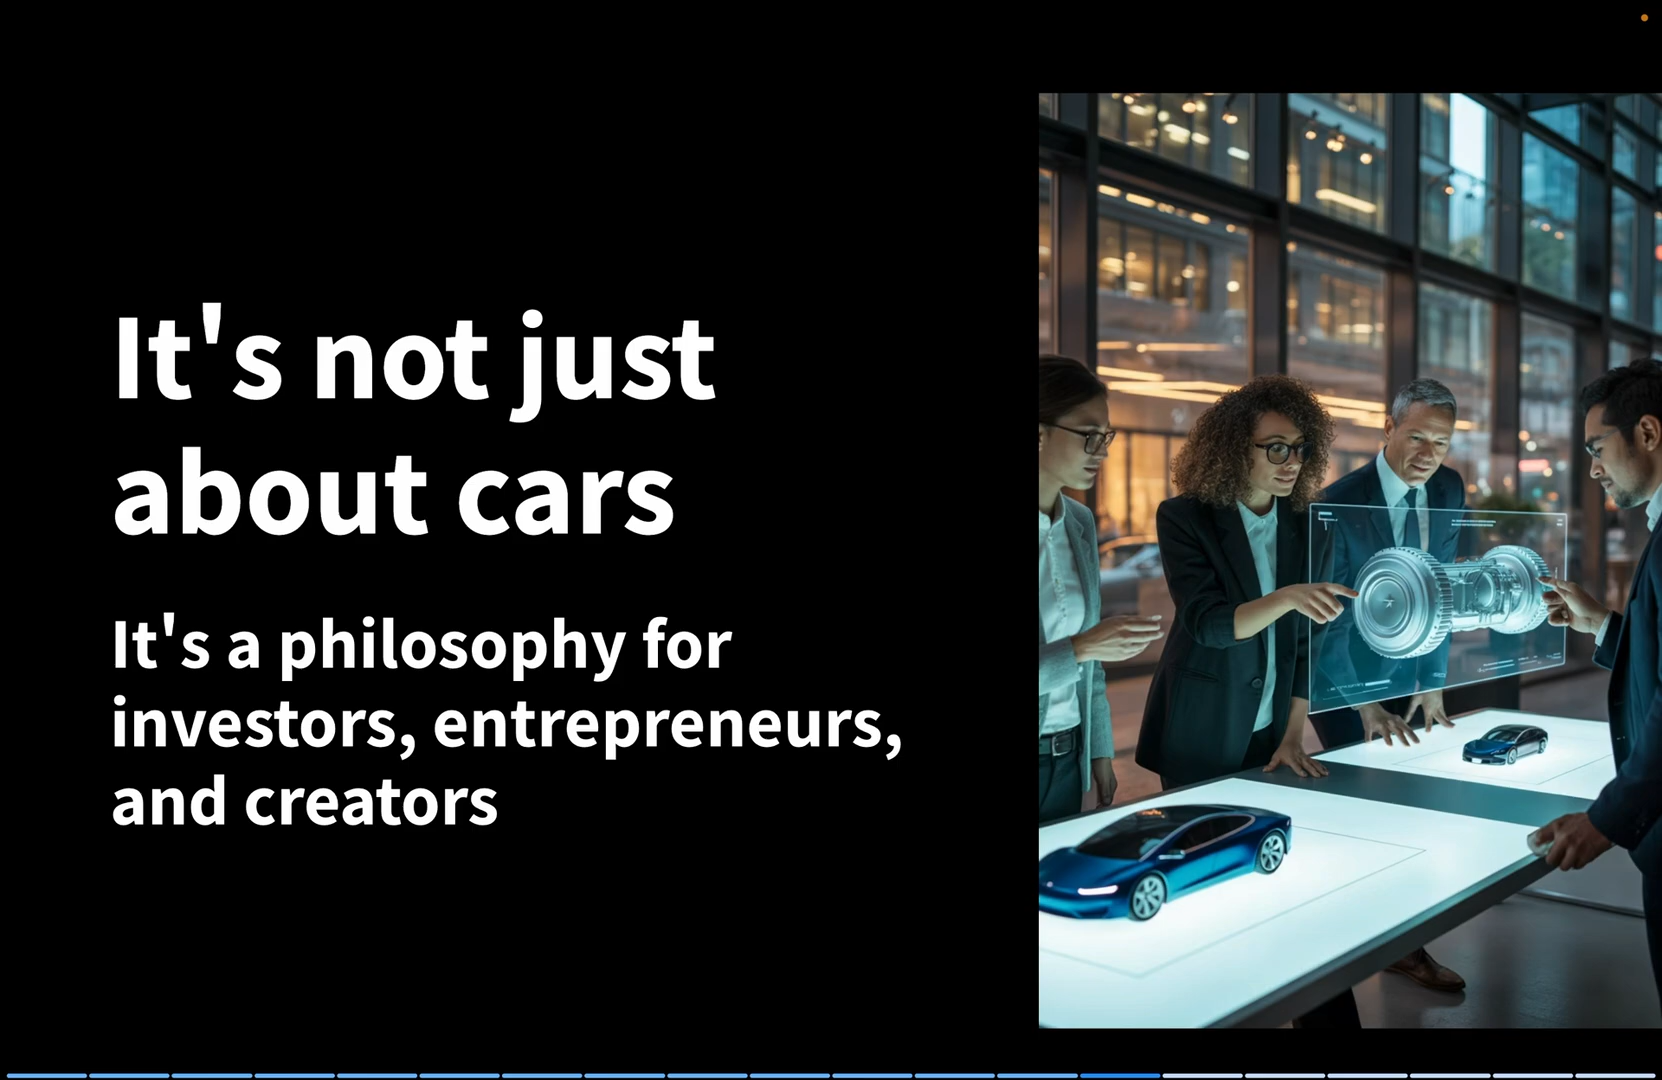 It's not just
about cars
It's a philosophy for
investors, entrepreneurs,
and creators